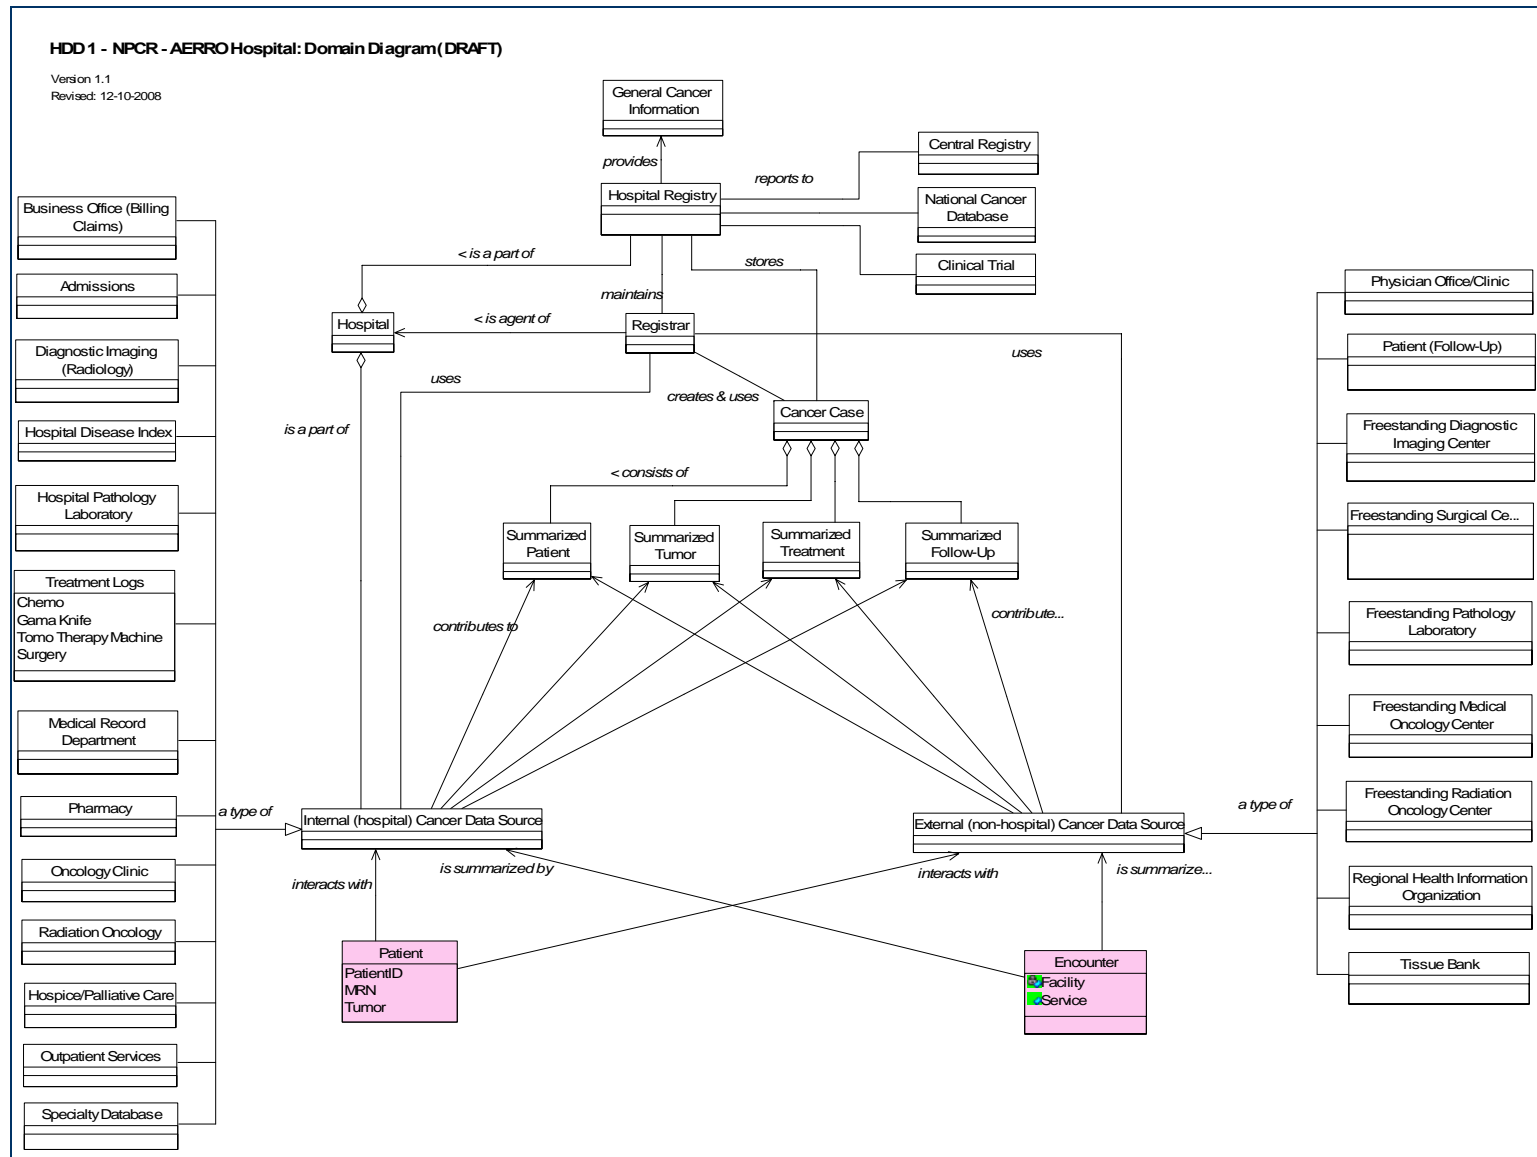 HDD 1 - NPCR - AERRO Hospital: Domain Diagram (DRAFT)
Version 1.1
Revised: 12-10-2008
General Cancer
Information
provides
Hospital Registry
reports to
Central Registry
National Cancer
Database
Clinical Trial
< is a part of
stores
maintains
Hospital
< is agent of
Registrar
uses
uses
creates & uses
Cancer Case
is a part of
< consists of
Summarized
Patient
Summarized
Tumor
Summarized
Treatment
Summarized
Follow-Up
contributes to
contribute...
Business Office (Billing
Claims)
Admissions
Diagnostic Imaging
(Radiology)
Hospital Disease Index
Hospital Pathology
Laboratory
Treatment Logs
Chemo
Gama Knife
Tomo Therapy Machine
Surgery
Medical Record
Department
Pharmacy
Oncology Clinic
Radiation Oncology
Hospice/Palliative Care
Outpatient Services
Specialty Database
a type of
Internal (hospital) Cancer Data Source
External (non-hospital) Cancer Data Source
a type of
interacts with
is summarized by
interacts with
is summarize...
Patient
PatientID
MRN
Tumor
Encounter
Facility
Service
Physician Office/Clinic
Patient (Follow-Up)
Freestanding Diagnostic
Imaging Center
Freestanding Surgical Ce...
Freestanding Pathology
Laboratory
Freestanding Medical
Oncology Center
Freestanding Radiation
Oncology Center
Regional Health Information
Organization
Tissue Bank